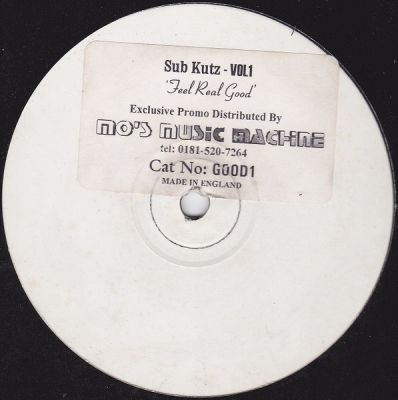 Sub Kutz - VOL1
'Feel Real Good'
Exclusive Promo Distributed By
MO'S MUSIC MACHINE
tel: 0181-520-7264
Cat No: GOOD1
MADE IN ENGLAND